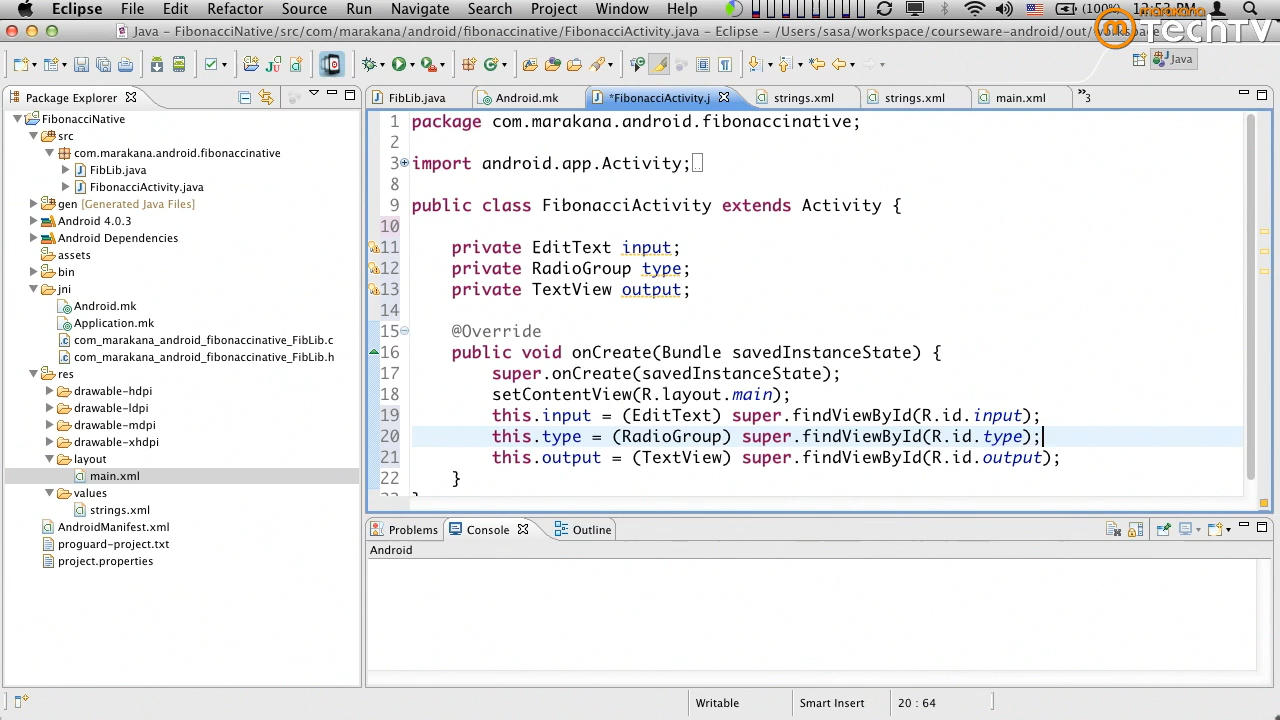 Eclipse File Edit Refactor Source Run Navigate Search Project Window Help (100%)
marakana
TechTV
Java – FibonacciNative/src/com/marakana/android/fibonaccinative/FibonacciActivity.java – Eclipse – /Users/sasa/workspace/courseware-android/out/workspace
Java
Package Explorer
FibLib.java Android.mk *FibonacciActivity.j strings.xml strings.xml main.xml »3
FibonacciNative
src
com.marakana.android.fibonaccinative
FibLib.java
FibonacciActivity.java
gen [Generated Java Files]
Android 4.0.3
Android Dependencies
assets
bin
jni
Android.mk
Application.mk
com_marakana_android_fibonaccinative_FibLib.c
com_marakana_android_fibonaccinative_FibLib.h
res
drawable-hdpi
drawable-ldpi
drawable-mdpi
drawable-xhdpi
layout
main.xml
values
strings.xml
AndroidManifest.xml
proguard-project.txt
project.properties
1 package com.marakana.android.fibonaccinative;
2
3 import android.app.Activity;
8
9 public class FibonacciActivity extends Activity {
10
11 private EditText input;
12 private RadioGroup type;
13 private TextView output;
14
15 @Override
16 public void onCreate(Bundle savedInstanceState) {
17 super.onCreate(savedInstanceState);
18 setContentView(R.layout.main);
19 this.input = (EditText) super.findViewById(R.id.input);
20 this.type = (RadioGroup) super.findViewById(R.id.type);
21 this.output = (TextView) super.findViewById(R.id.output);
22 }
Problems Console Outline
Android
Writable Smart Insert 20 : 64